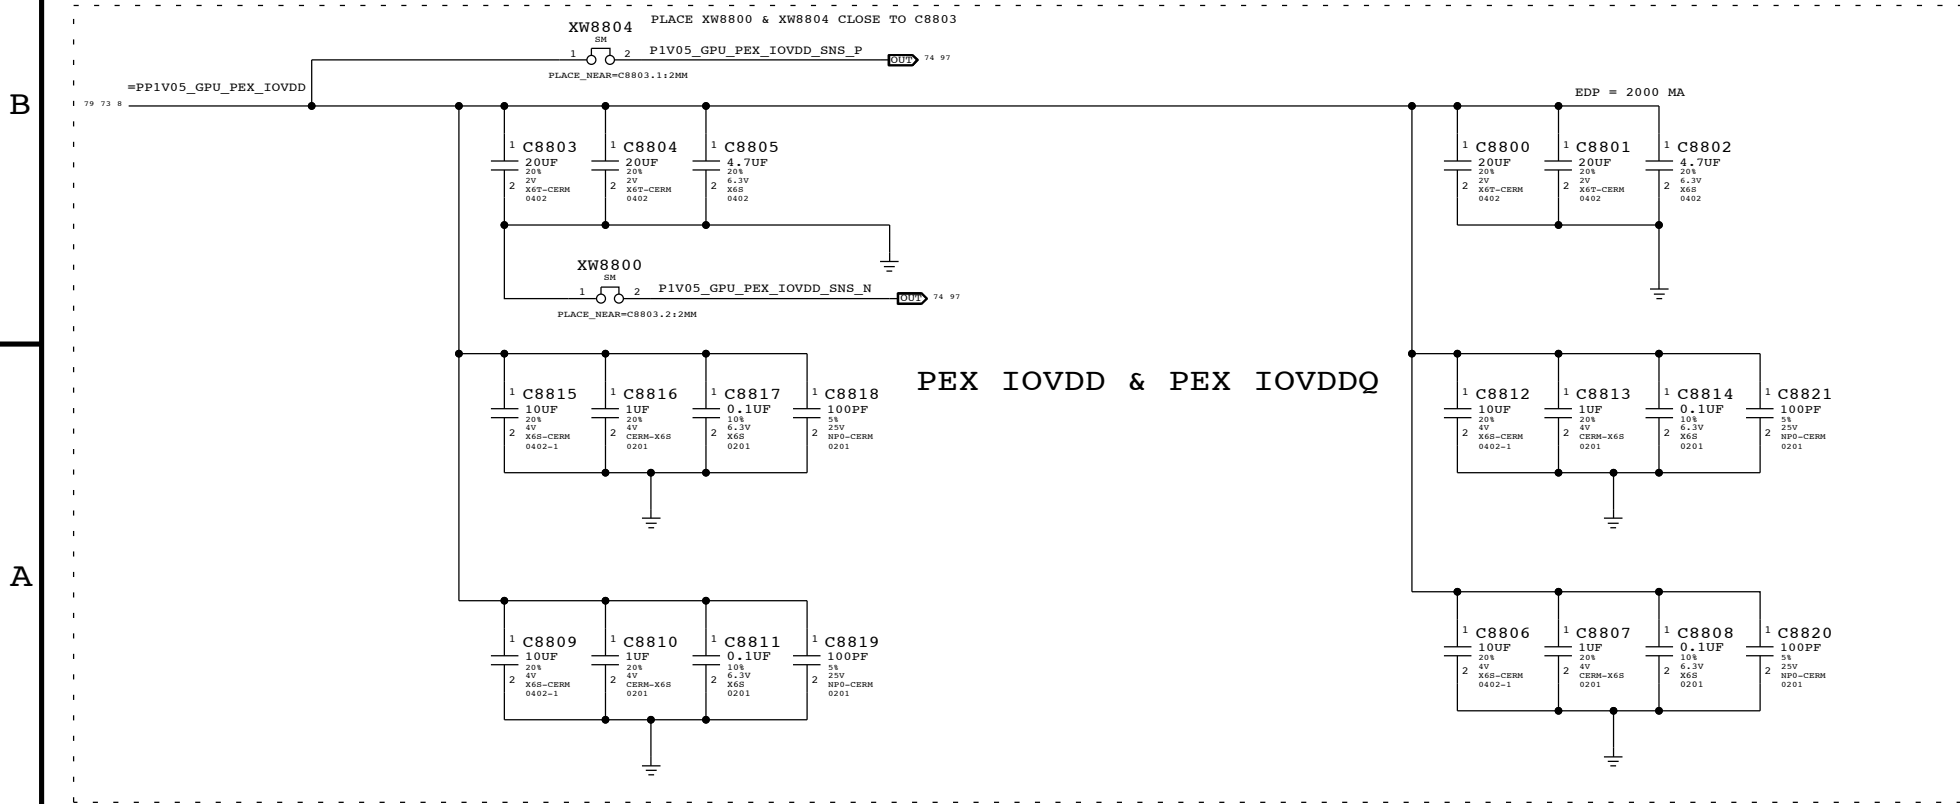 PLACE XW8800 & XW8804 CLOSE TO C8803
XW8804
SM
1 2 P1V05_GPU_PEX_IOVDD_SNS_P OUT 74 97
PLACE_NEAR=C8803.1:2MM
=PP1V05_GPU_PEX_IOVDD
B
79 73 8
EDP = 2000 MA
1 C8803
20UF
20%
2V
2
X6T-CERM
0402
1 C8804
20UF
20%
2V
2
X6T-CERM
0402
1 C8805
4.7UF
20%
6.3V
2
X6S
0402
1 C8800
20UF
20%
2V
2
X6T-CERM
0402
1 C8801
20UF
20%
2V
2
X6T-CERM
0402
1 C8802
4.7UF
20%
6.3V
2
X6S
0402
XW8800
SM
1 2 P1V05_GPU_PEX_IOVDD_SNS_N OUT 74 97
PLACE_NEAR=C8803.2:2MM
PEX IOVDD & PEX IOVDDQ
1 C8815
10UF
20%
4V
2
X6S-CERM
0402-1
1 C8816
1UF
20%
4V
2
CERM-X6S
0201
1 C8817
0.1UF
10%
6.3V
2
X6S
0201
1 C8818
100PF
5%
25V
2
NP0-CERM
0201
1 C8812
10UF
20%
4V
2
X6S-CERM
0402-1
1 C8813
1UF
20%
4V
2
CERM-X6S
0201
1 C8814
0.1UF
10%
6.3V
2
X6S
0201
1 C8821
100PF
5%
25V
2
NP0-CERM
0201
A
1 C8809
10UF
20%
4V
2
X6S-CERM
0402-1
1 C8810
1UF
20%
4V
2
CERM-X6S
0201
1 C8811
0.1UF
10%
6.3V
2
X6S
0201
1 C8819
100PF
5%
25V
2
NP0-CERM
0201
1 C8806
10UF
20%
4V
2
X6S-CERM
0402-1
1 C8807
1UF
20%
4V
2
CERM-X6S
0201
1 C8808
0.1UF
10%
6.3V
2
X6S
0201
1 C8820
100PF
5%
25V
2
NP0-CERM
0201